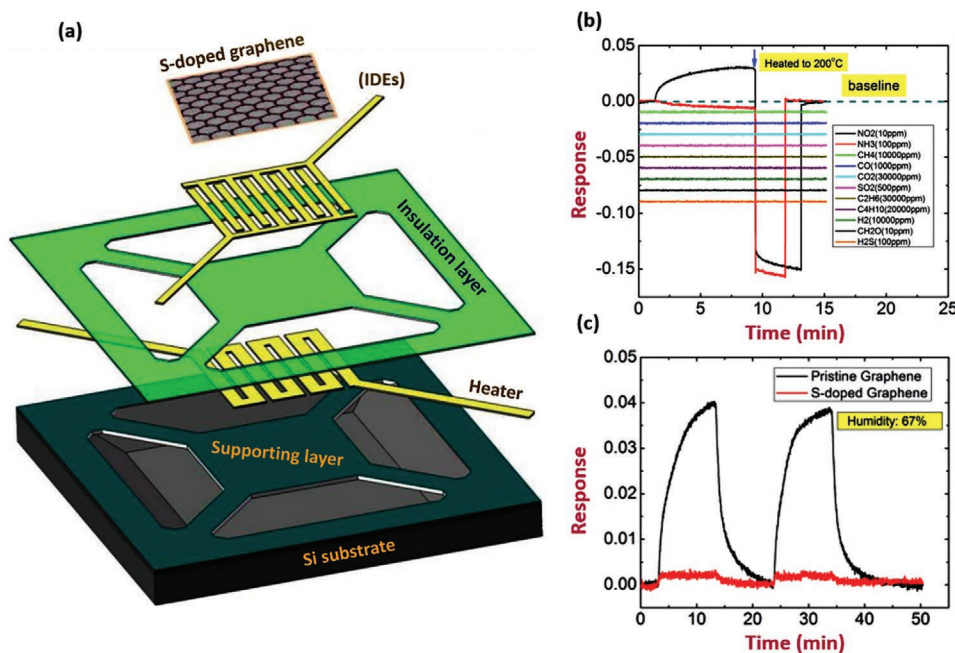 (a)
S-doped graphene
(IDEs)
Insulation layer
Heater
Supporting layer
Si substrate
(b)
0.05
0.00
-0.05
-0.10
-0.15
Response
Heated to 200°C
baseline
NO2(10ppm)
NH3(100ppm)
CH4(10000ppm)
CO(1000ppm)
CO2(30000ppm)
SO2(500ppm)
C2H6(30000ppm)
C4H10(20000ppm)
H2(10000ppm)
CH2O(10ppm)
H2S(100ppm)
0 5 10 15 20 25
Time (min)
(c)
0.05
0.04
0.03
0.02
0.01
0.00
Response
Pristine Graphene
S-doped Graphene
Humidity: 67%
0 10 20 30 40 50
Time (min)